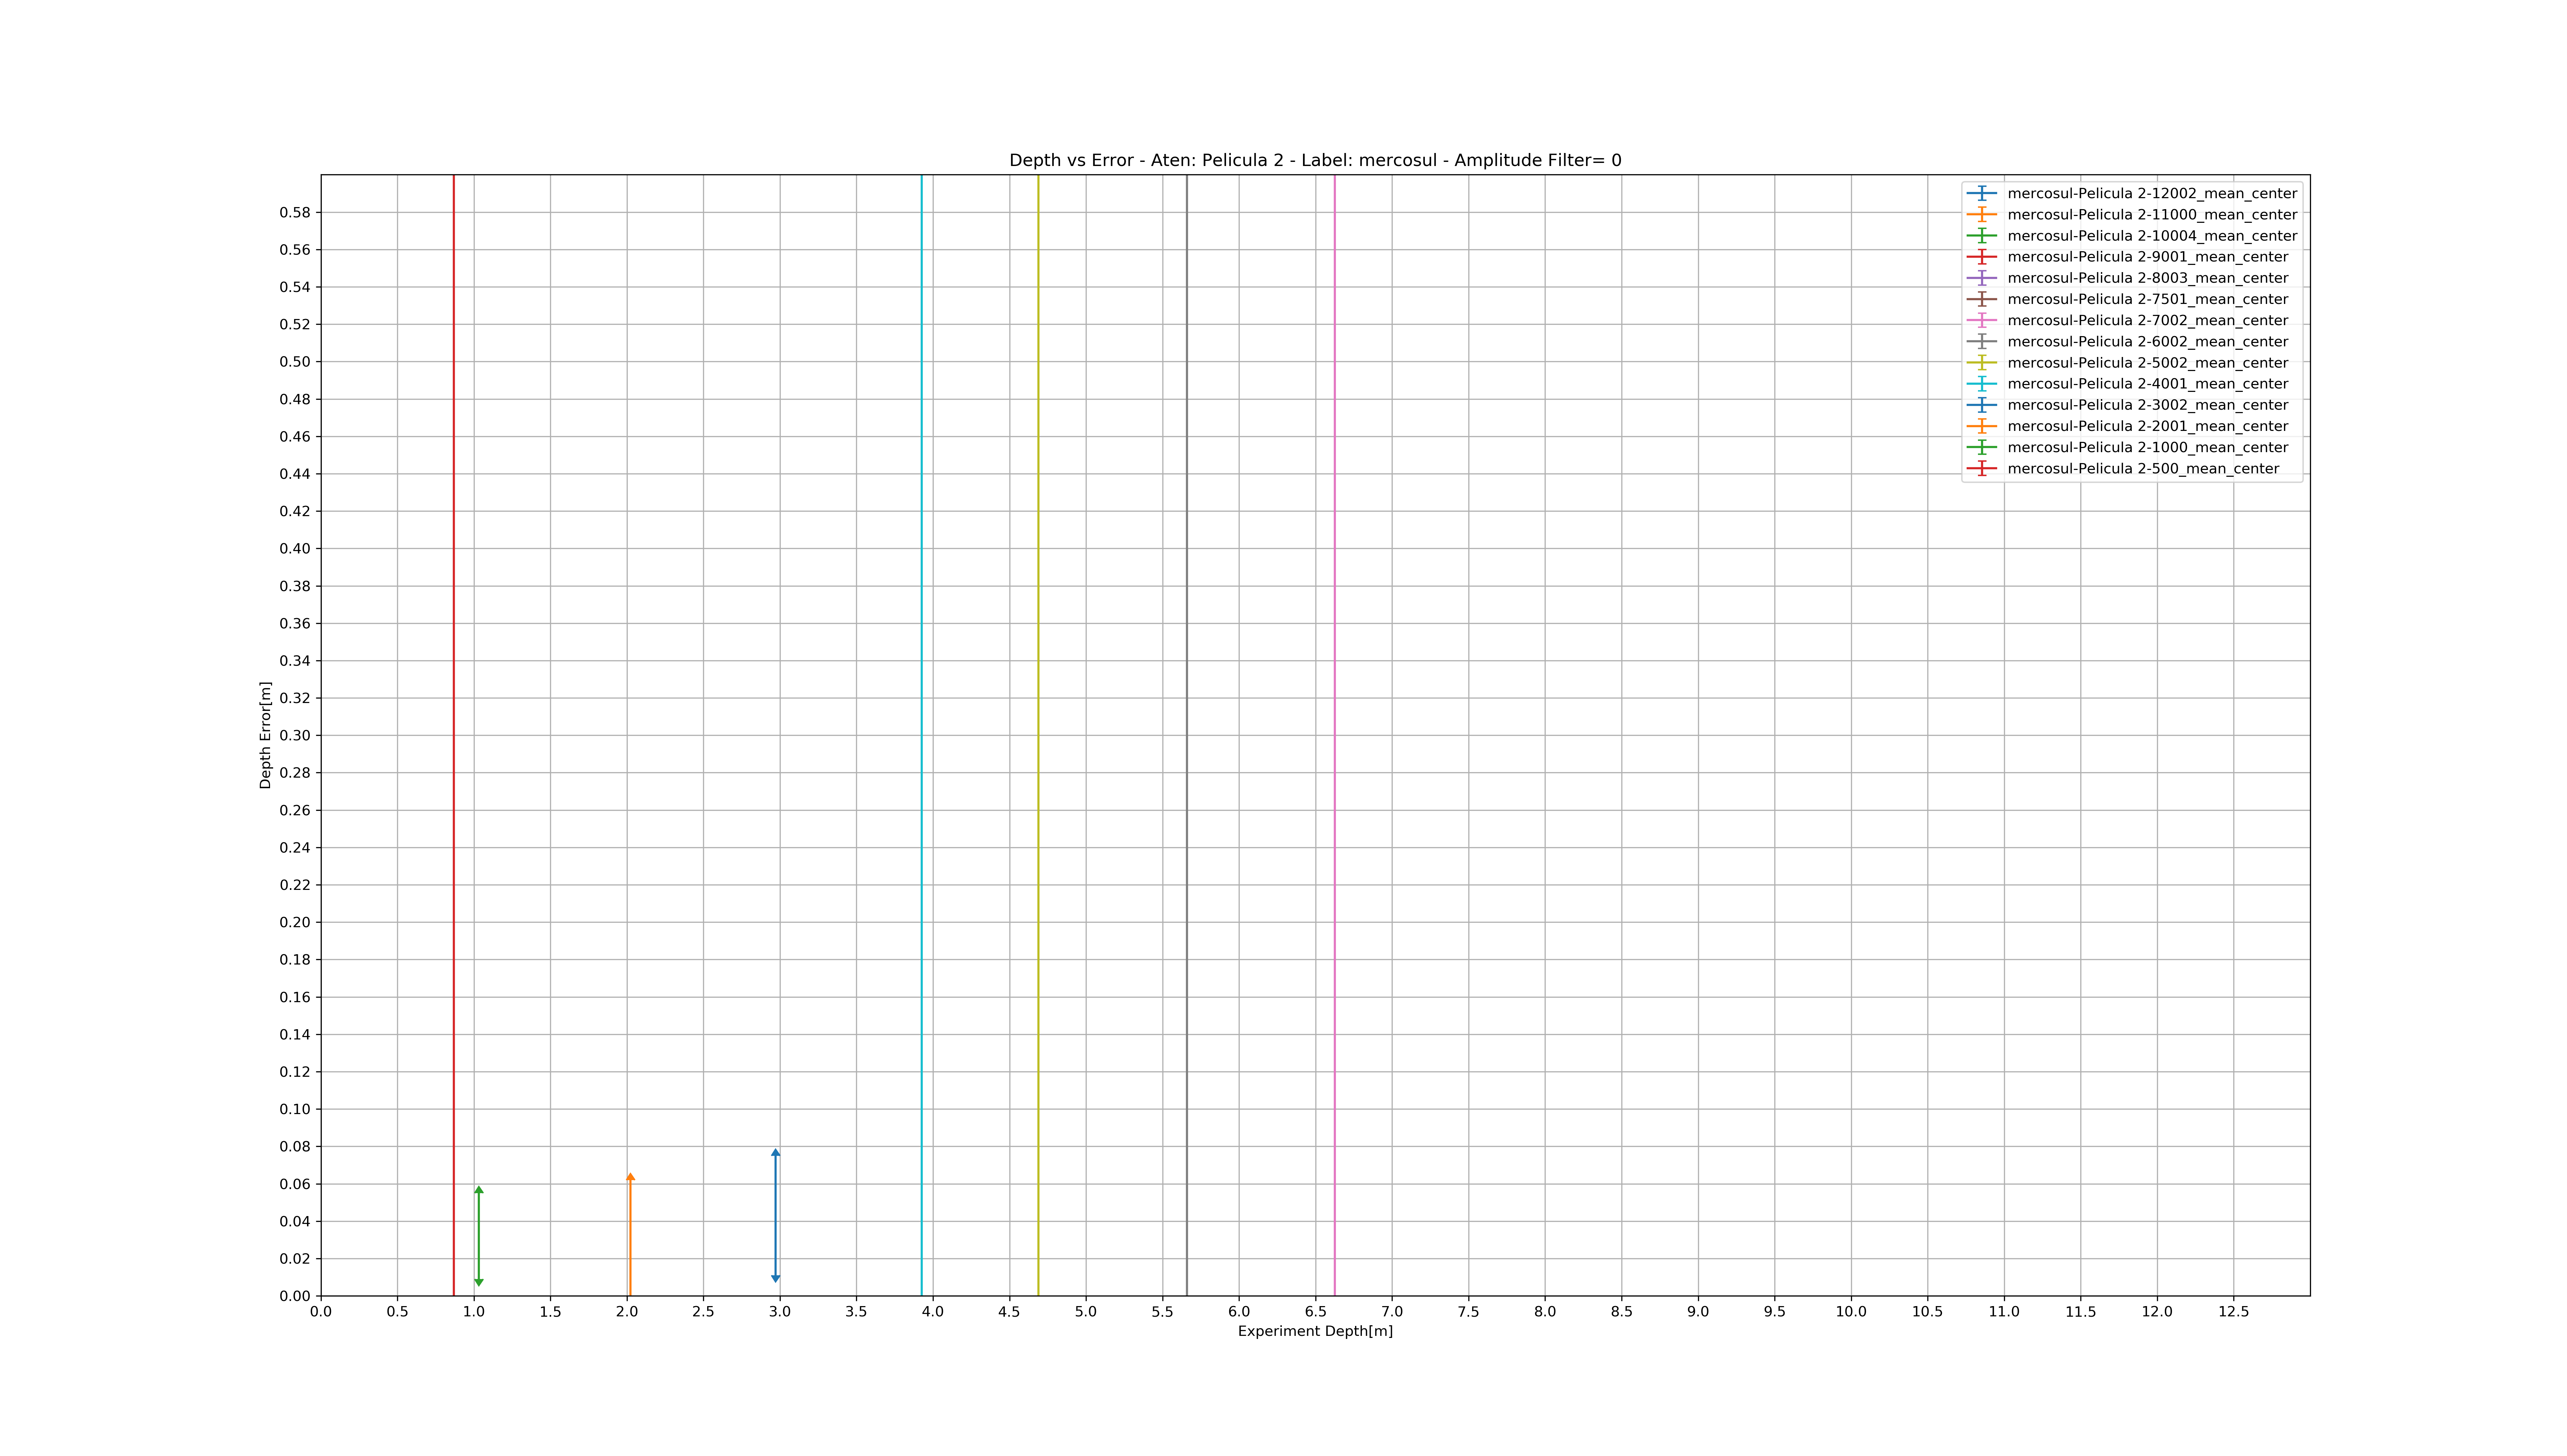 Depth vs Error - Aten: Pelicula 2 - Label: mercosul - Amplitude Filter= 0
mercosul-Pelicula 2-12002_mean_center
mercosul-Pelicula 2-11000_mean_center
mercosul-Pelicula 2-10004_mean_center
mercosul-Pelicula 2-9001_mean_center
mercosul-Pelicula 2-8003_mean_center
mercosul-Pelicula 2-7501_mean_center
mercosul-Pelicula 2-7002_mean_center
mercosul-Pelicula 2-6002_mean_center
mercosul-Pelicula 2-5002_mean_center
mercosul-Pelicula 2-4001_mean_center
mercosul-Pelicula 2-3002_mean_center
mercosul-Pelicula 2-2001_mean_center
mercosul-Pelicula 2-1000_mean_center
mercosul-Pelicula 2-500_mean_center
0.58
0.56
0.54
0.52
0.50
0.48
0.46
0.44
0.42
0.40
0.38
0.36
0.34
0.32
0.30
0.28
0.26
0.24
0.22
0.20
0.18
0.16
0.14
0.12
0.10
0.08
0.06
0.04
0.02
0.00
Depth Error[m]
0.0 0.5 1.0 1.5 2.0 2.5 3.0 3.5 4.0 4.5 5.0 5.5 6.0 6.5 7.0 7.5 8.0 8.5 9.0 9.5 10.0 10.5 11.0 11.5 12.0 12.5
Experiment Depth[m]